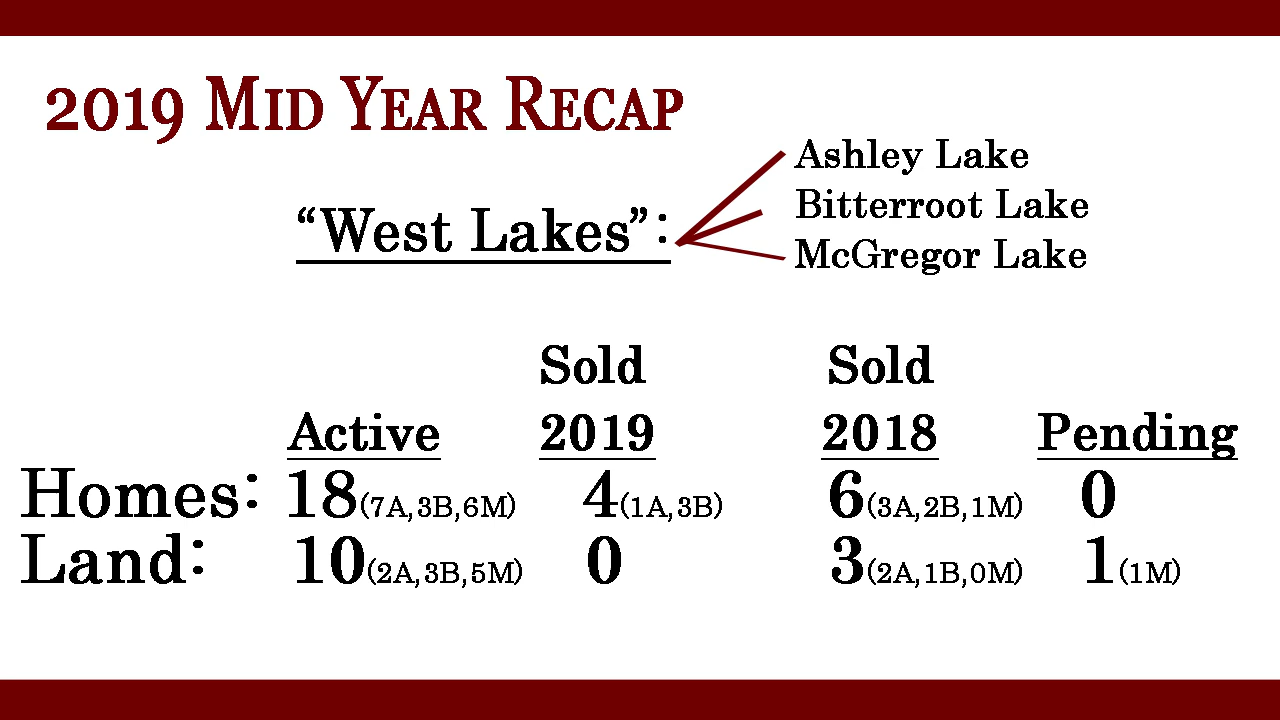 2019 Mid Year Recap
Ashley Lake
"West Lakes": Bitterroot Lake
McGregor Lake
Sold Sold
Active 2019 2018 Pending
Homes: 18(7A,3B,6M) 4(1A,3B) 6(3A,2B,1M) 0
Land: 10(2A,3B,5M) 0 3(2A,1B,0M) 1(1M)